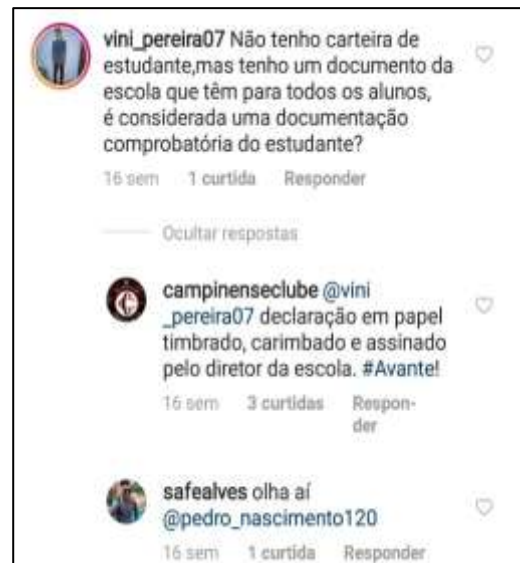 vini_pereira07 Não tenho carteira de
estudante,mas tenho um documento da
escola que têm para todos os alunos,
é considerada uma documentação
comprobatória do estudante?
16 sem 1 curtida Responder
Ocultar respostas
campinenseclube @vini
_pereira07 declaração em papel
timbrado, carimbado e assinado
pelo diretor da escola. #Avante!
16 sem 3 curtidas Respon-
der
safealves olha aí
@pedro_nascimento120
16 sem 1 curtida Responder